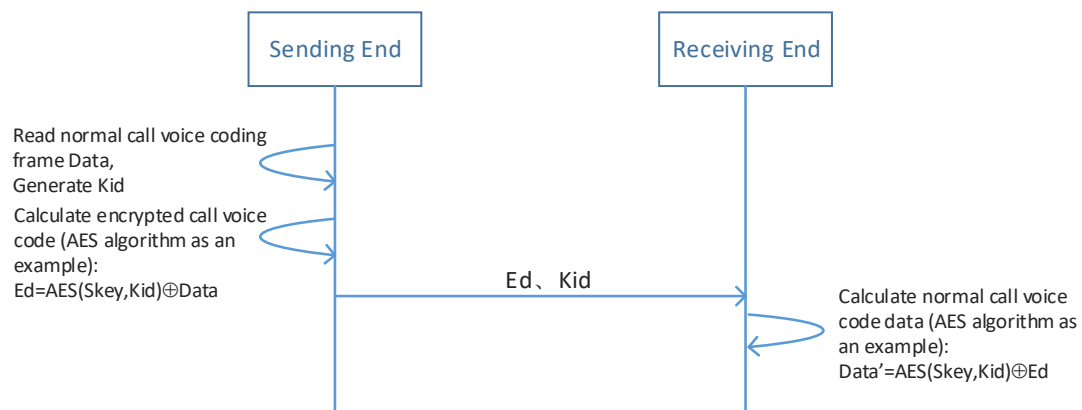 Sending End
Receiving End
Read normal call voice coding
frame Data,
Generate Kid
Calculate encrypted call voice
code (AES algorithm as an
example):
Ed=AES(Skey,Kid)⊕Data
Ed、Kid
Calculate normal call voice
code data (AES algorithm as
an example):
Data’=AES(Skey,Kid)⊕Ed